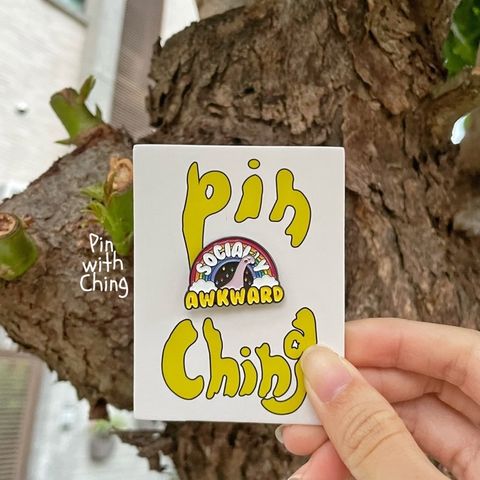 Pin
SOCIALLY
AWKWARD
Ching
Pin
with
Ching